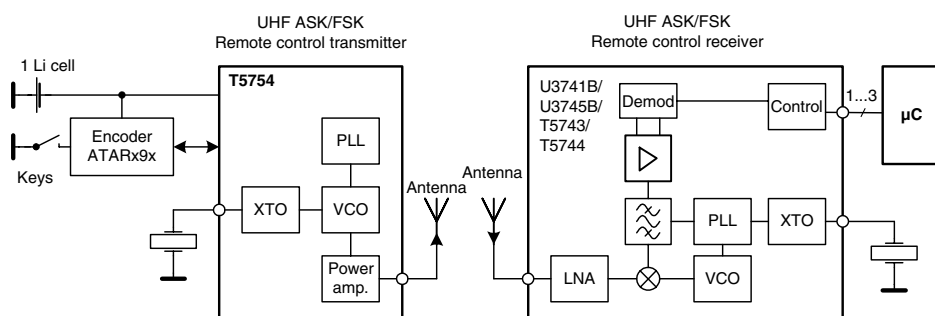 UHF ASK/FSK
Remote control transmitter
UHF ASK/FSK
Remote control receiver
1 Li cell
T5754
Encoder
ATARx9x
Keys
PLL
XTO
VCO
Power
amp.
Antenna
Antenna
U3741B/
U3745B/
T5743/
T5744
Demod
Control
1...3
µC
PLL
XTO
LNA
VCO